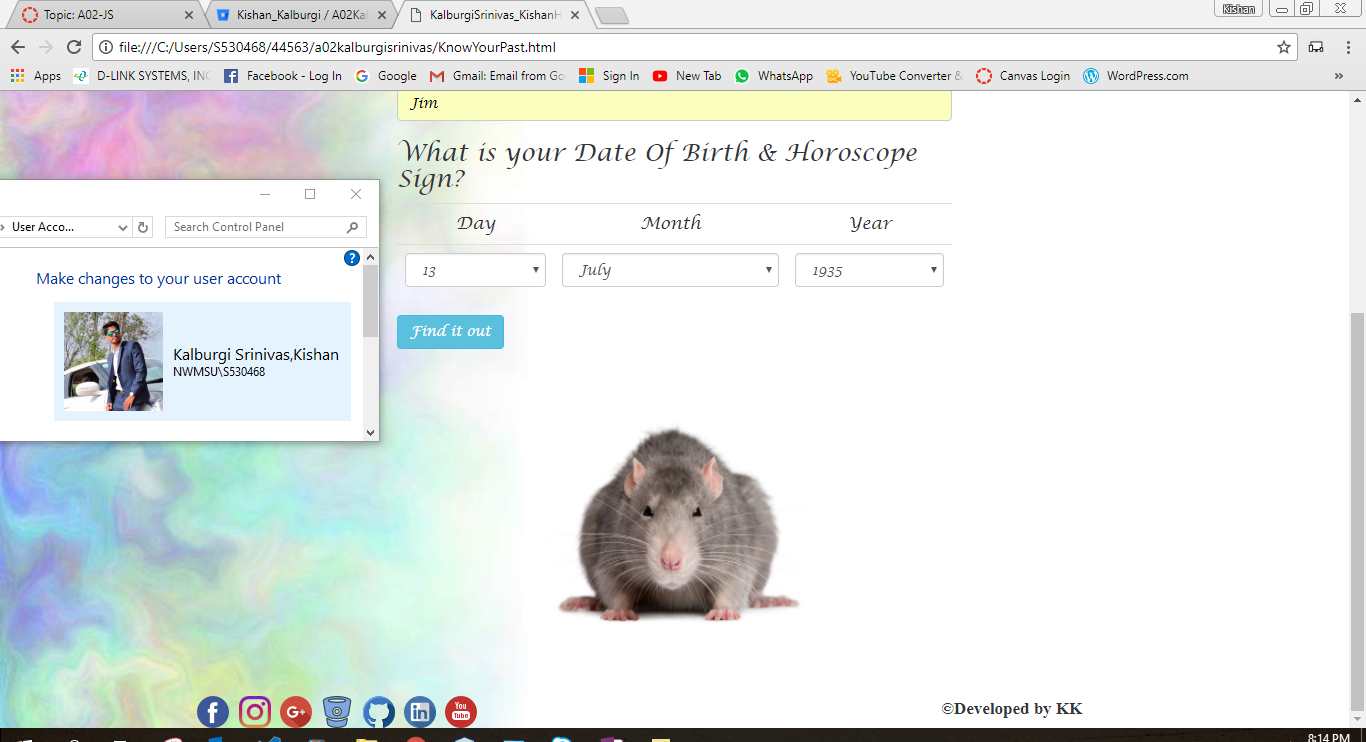 Topic: A02-JS
Kishan_Kalburgi / A02Kal
KalburgiSrinivas_KishanH
Kishan
file:///C:/Users/S530468/44563/a02kalburgisrinivas/KnowYourPast.html
Apps
D-LINK SYSTEMS, INC
Facebook - Log In
Google
Gmail: Email from Go
Sign In
New Tab
WhatsApp
YouTube Converter &
Canvas Login
WordPress.com
»
Jim
What is your Date Of Birth & Horoscope
Sign?
Day Month Year
13 July 1935
Find it out
User Acco...
Search Control Panel
?
Make changes to your user account
Kalburgi Srinivas,Kishan
NWMSU\S530468
f
G+
in
You
Tube
©Developed by KK
8:14 PM